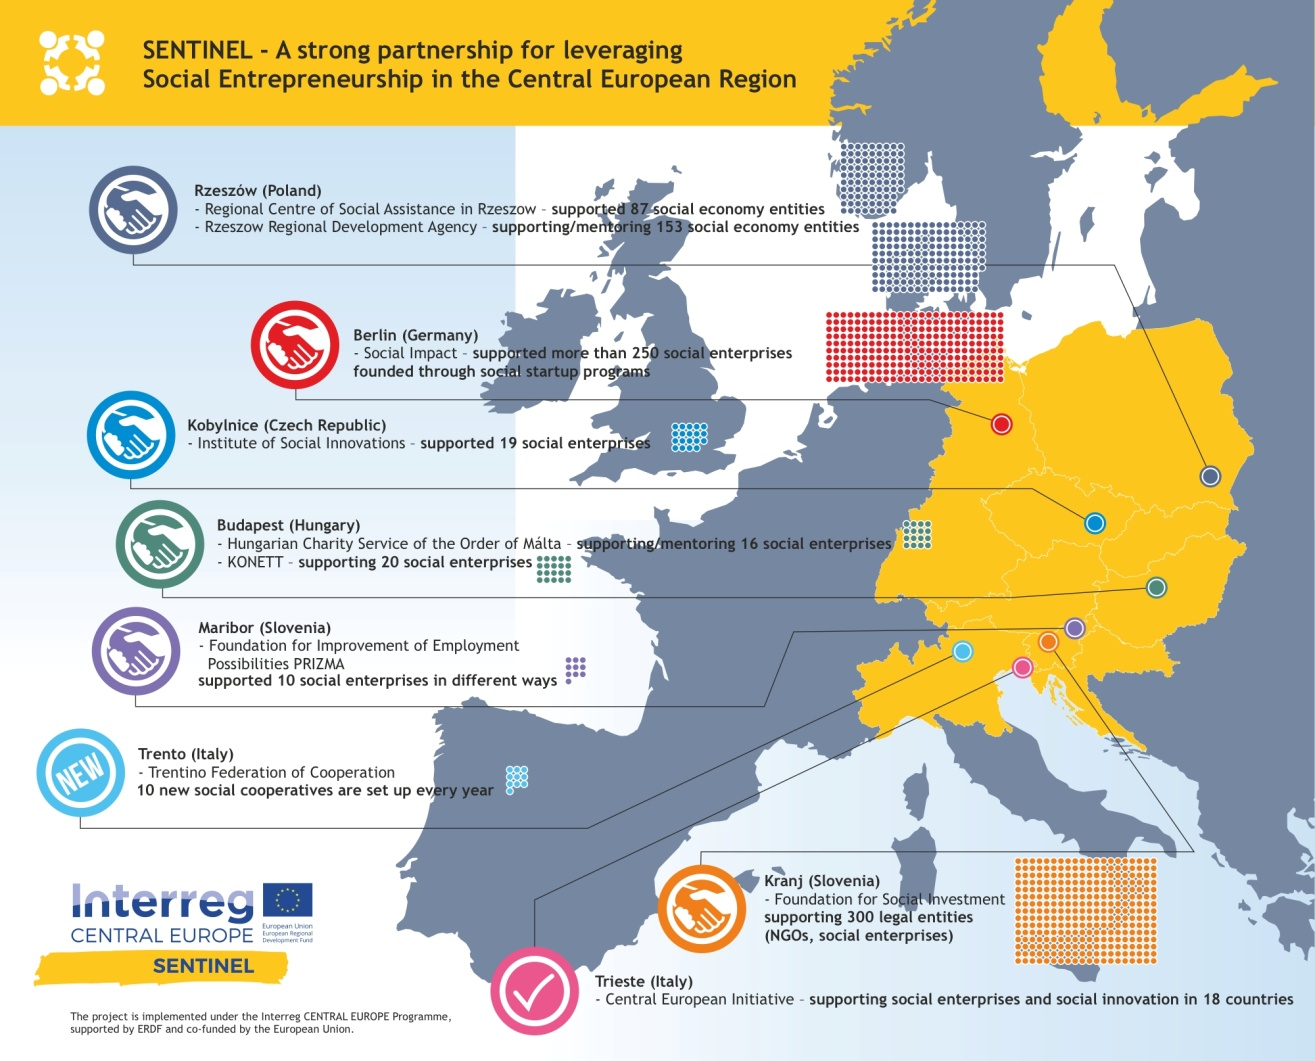 SENTINEL - A strong partnership for leveraging
Social Entrepreneurship in the Central European Region
Rzeszów (Poland)
- Regional Centre of Social Assistance in Rzeszow – supported 87 social economy entities
- Rzeszow Regional Development Agency – supporting/mentoring 153 social economy entities
Berlin (Germany)
- Social Impact – supported more than 250 social enterprises
founded through social startup programs
Kobylnice (Czech Republic)
- Institute of Social Innovations – supported 19 social enterprises
Budapest (Hungary)
- Hungarian Charity Service of the Order of Málta – supporting/mentoring 16 social enterprises
- KONETT – supporting 20 social enterprises
Maribor (Slovenia)
- Foundation for Improvement of Employment
Possibilities PRIZMA
supported 10 social enterprises in different ways
NEW
Trento (Italy)
- Trentino Federation of Cooperation
10 new social cooperatives are set up every year
Kranj (Slovenia)
- Foundation for Social Investment
supporting 300 legal entities
(NGOs, social enterprises)
Trieste (Italy)
- Central European Initiative – supporting social enterprises and social innovation in 18 countries
Interreg
CENTRAL EUROPE
European Union
European Regional
Development Fund
SENTINEL
The project is implemented under the Interreg CENTRAL EUROPE Programme,
supported by ERDF and co-funded by the European Union.